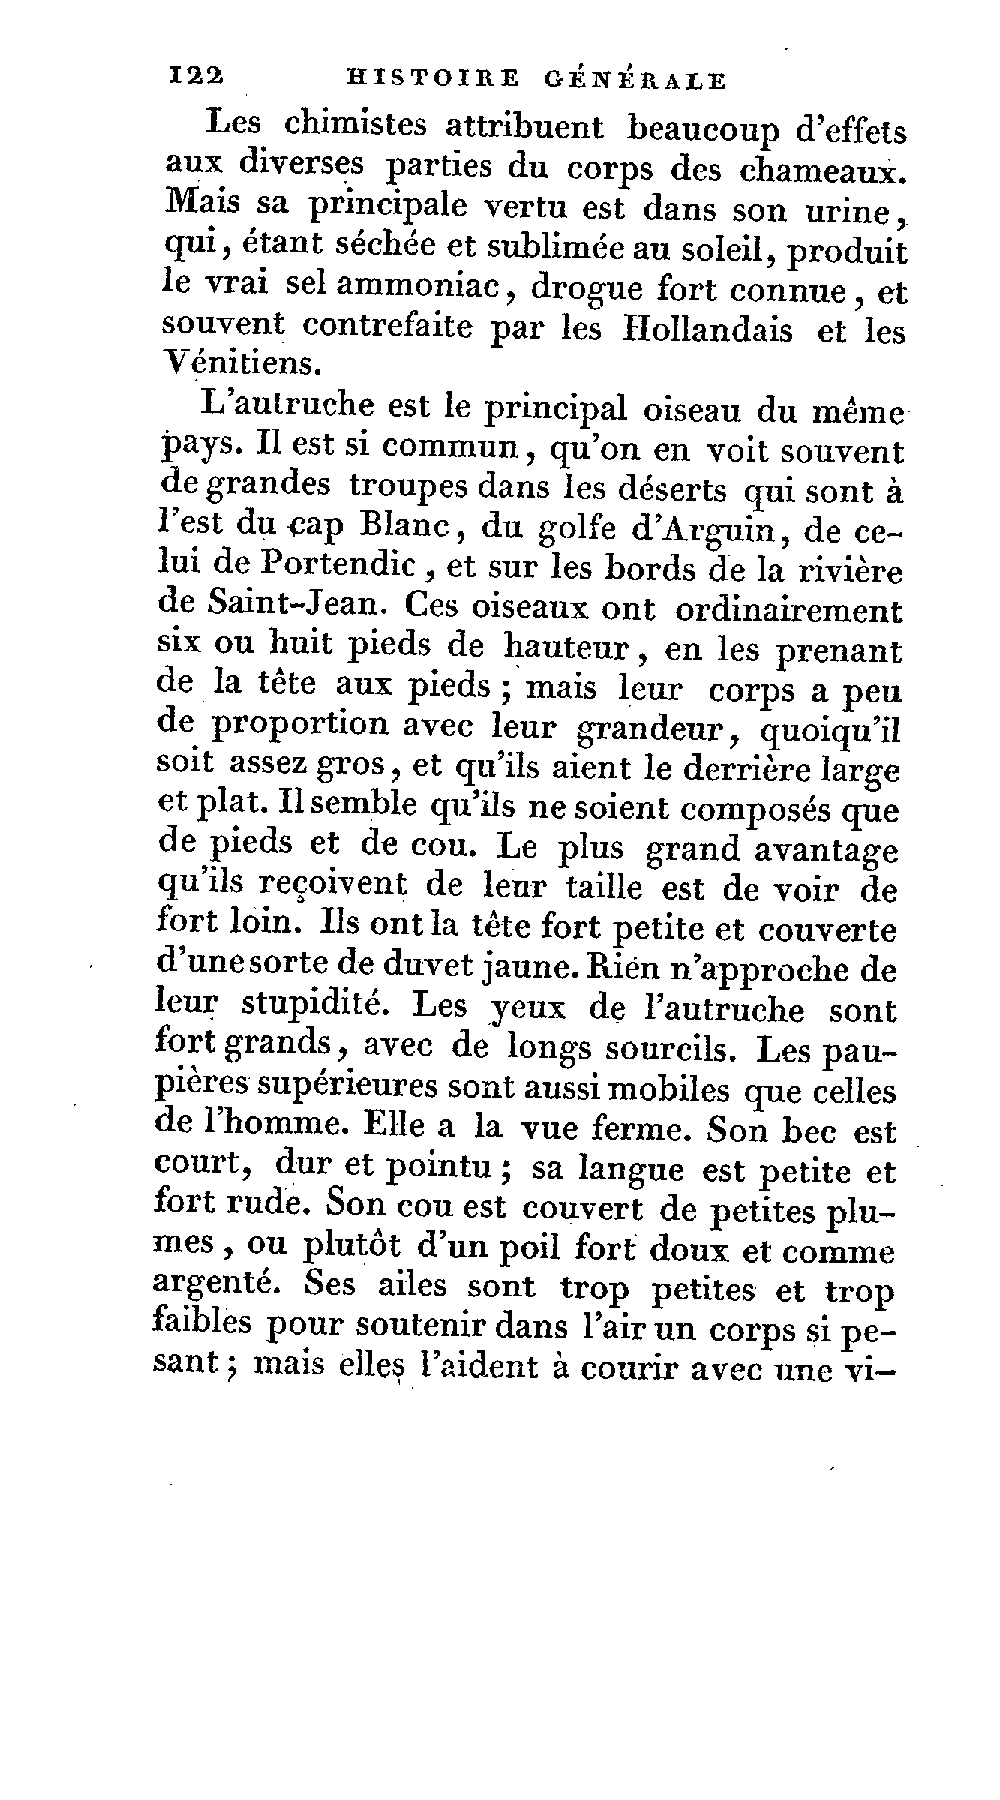 122 HISTOIRE GÉNÉRALE
Les chimistes attribuent beaucoup d'effets
aux diverses parties du corps des chameaux.
Mais sa principale vertu est dans son urine,
qui, étant séchée et sublimée au soleil, produit
le vrai sel ammoniac, drogue fort connue, et
souvent contrefaite par les Hollandais et les
Vénitiens.
L'autruche est le principal oiseau du même
pays. Il est si commun, qu'on en voit souvent
de grandes troupes dans les déserts qui sont à
l'est du cap Blanc, du golfe d'Arguin, de ce-
lui de Portendic, et sur les bords de la rivière
de Saint-Jean. Ces oiseaux ont ordinairement
six ou huit pieds de hauteur, en les prenant
de la tête aux pieds; mais leur corps a peu
de proportion avec leur grandeur, quoiqu'il
soit assez gros, et qu'ils aient le derrière large
et plat. Il semble qu'ils ne soient composés que
de pieds et de cou. Le plus grand avantage
qu'ils reçoivent de leur taille est de voir de
fort loin. Ils ont la tête fort petite et couverte
d'une sorte de duvet jaune. Rien n'approche de
leur stupidité. Les yeux de l'autruche sont
fort grands, avec de longs sourcils. Les pau-
pières supérieures sont aussi mobiles que celles
de l'homme. Elle a la vue ferme. Son bec est
court, dur et pointu; sa langue est petite et
fort rude. Son cou est couvert de petites plu-
mes, ou plutôt d'un poil fort doux et comme
argenté. Ses ailes sont trop petites et trop
faibles pour soutenir dans l'air un corps si pe-
sant; mais elles l'aident à courir avec une vi-